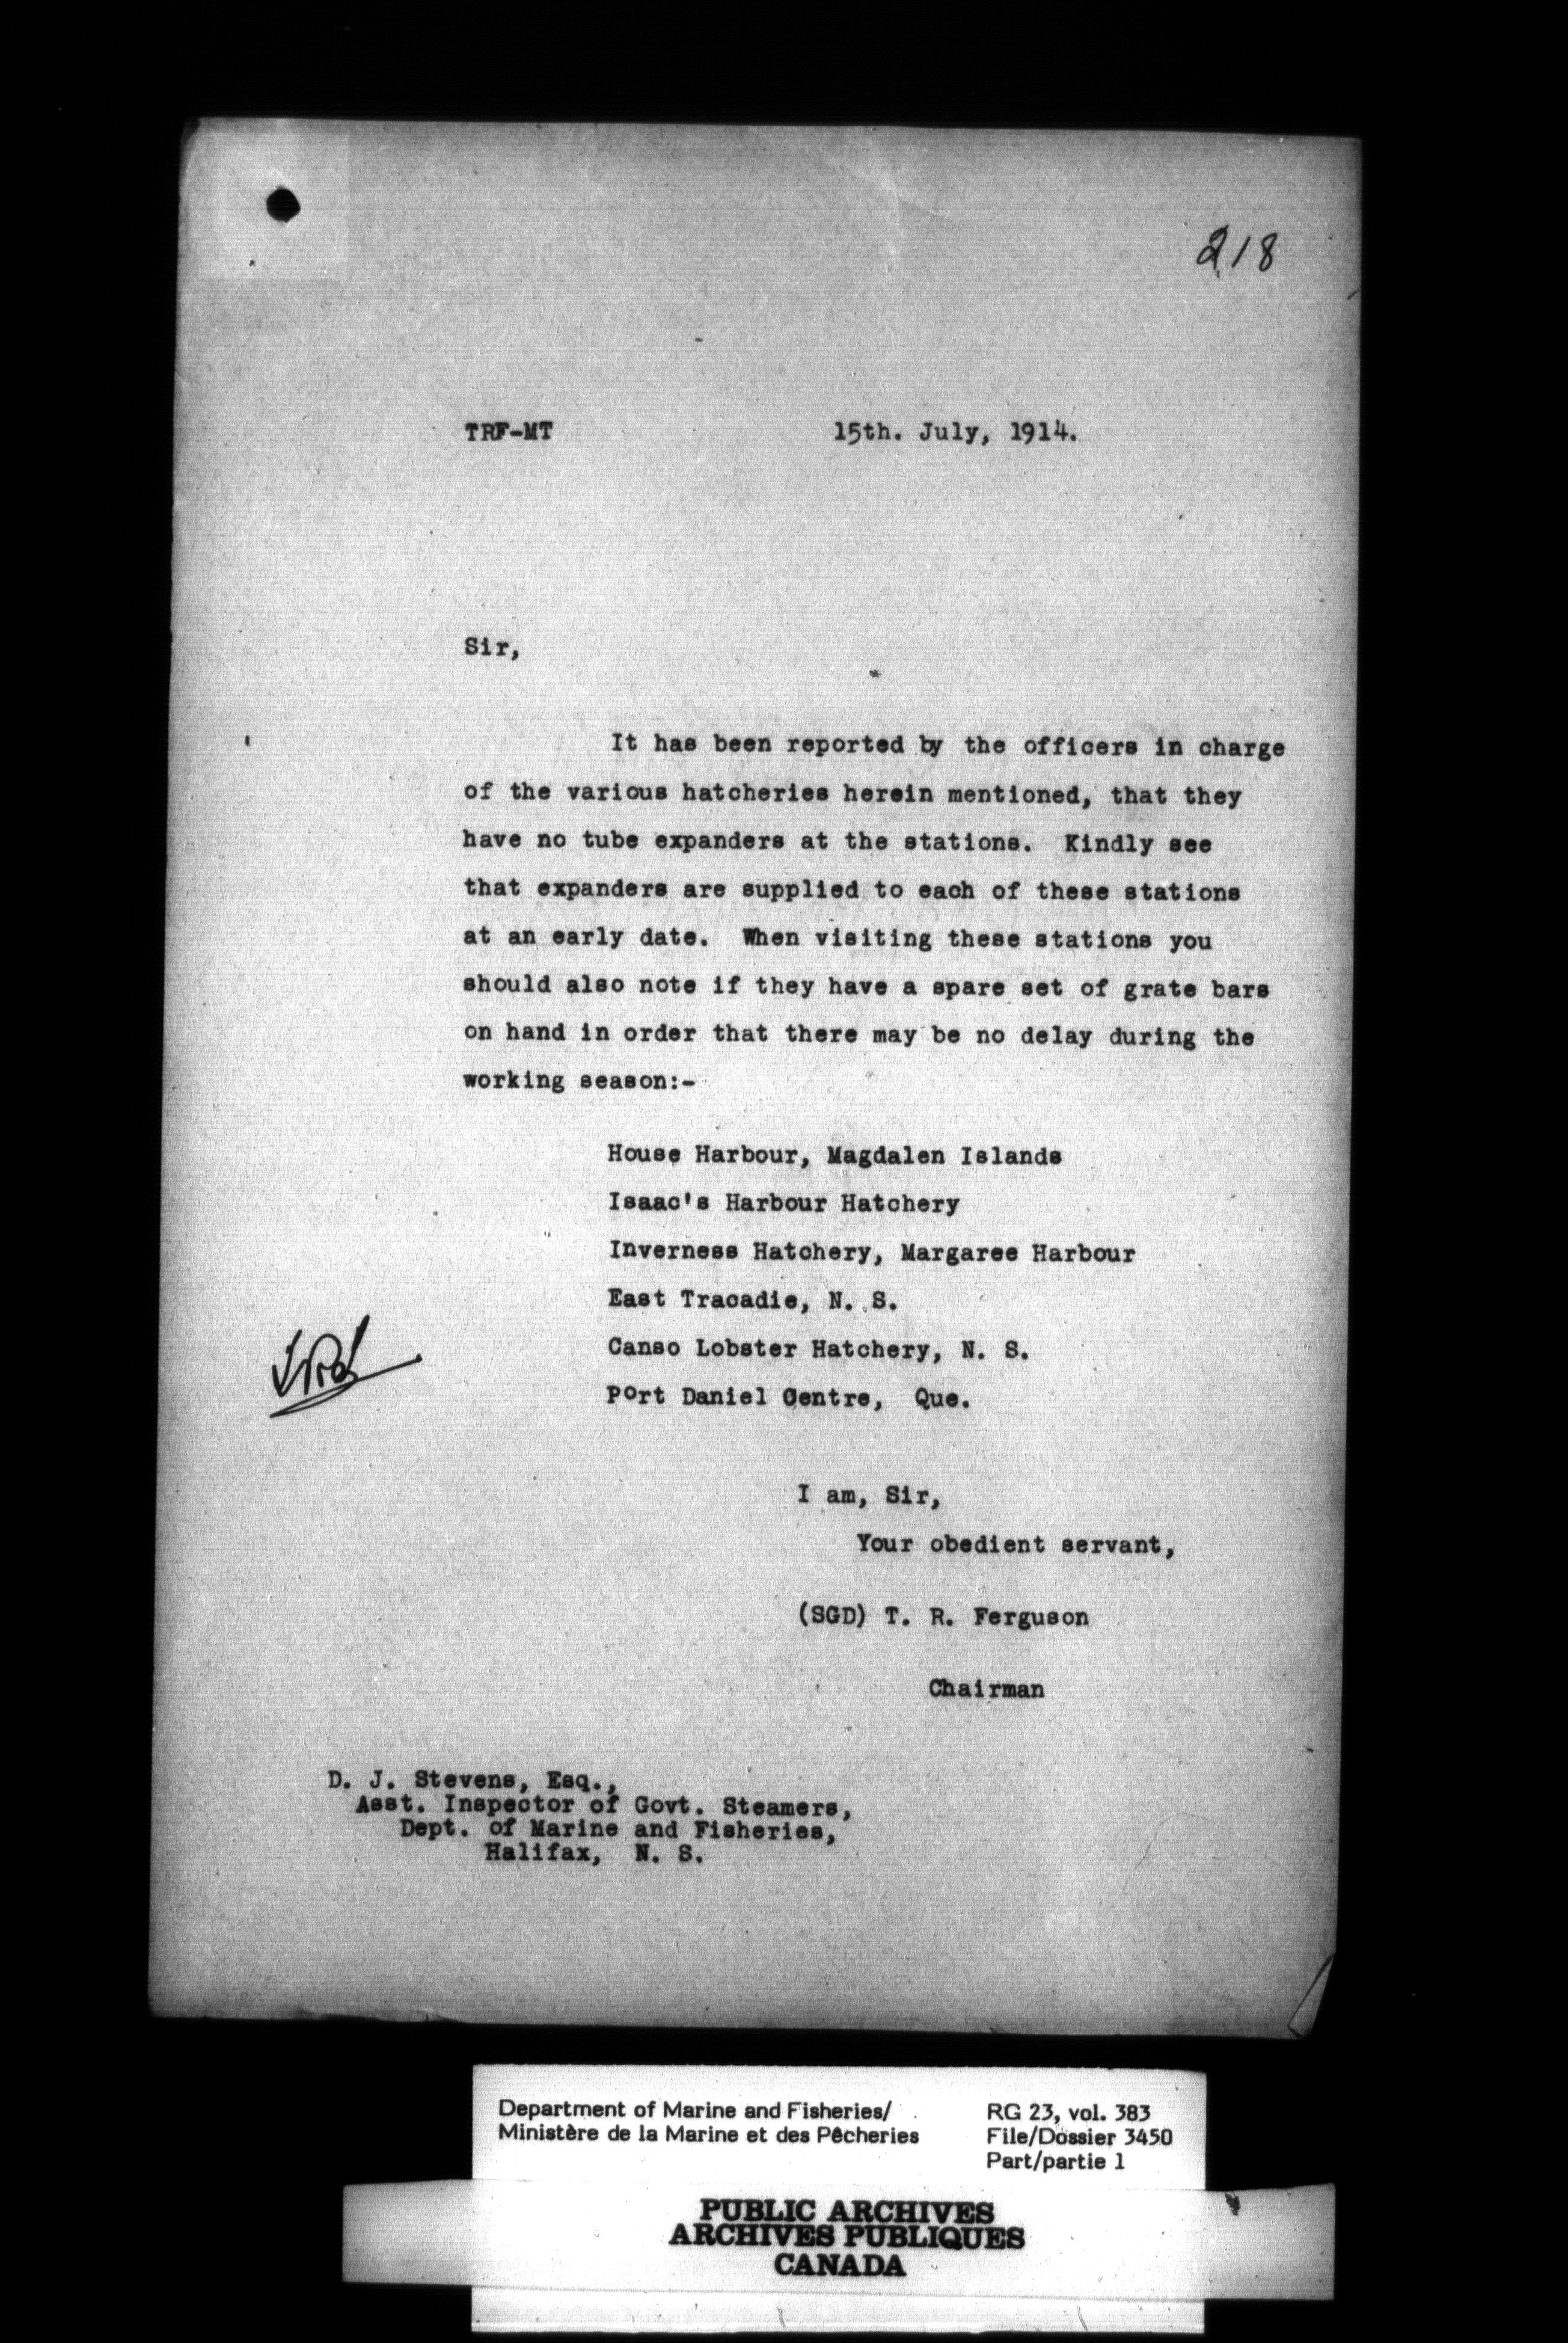 218
TRF-MT 15th. July, 1914.
Sir,
It has been reported by the officers in charge
of the various hatcheries herein mentioned, that they
have no tube expanders at the stations. Kindly see
that expanders are supplied to each of these stations
at an early date. When visiting these stations you
should also note if they have a spare set of grate bars
on hand in order that there may be no delay during the
working season:-
House Harbour, Magdalen Islands
Isaac's Harbour Hatchery
Inverness Hatchery, Margaree Harbour
East Tracadie, N. S.
Canso Lobster Hatchery, N. S.
Port Daniel Centre, Que.
I am, Sir,
Your obedient servant,
(SGD) T. R. Ferguson
Chairman
D. J. Stevens, Esq.,
Asst. Inspector of Govt. Steamers,
Dept. of Marine and Fisheries,
Halifax, N. S.
Department of Marine and Fisheries/
Ministère de la Marine et des Pêcheries
RG 23, vol. 383
File/Dossier 3450
Part/partie 1
PUBLIC ARCHIVES
ARCHIVES PUBLIQUES
CANADA